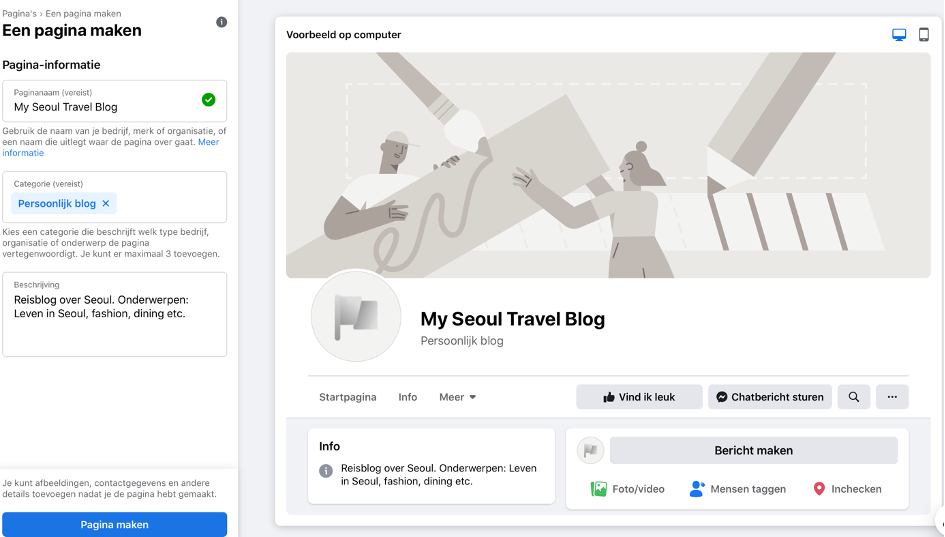 Pagina's › Een pagina maken
Een pagina maken
Pagina-informatie
Paginanaam (vereist)
My Seoul Travel Blog
Gebruik de naam van je bedrijf, merk of organisatie, of
een naam die uitlegt waar de pagina over gaat. Meer
informatie
Categorie (vereist)
Persoonlijk blog
Kies een categorie die beschrijft welk type bedrijf,
organisatie of onderwerp de pagina
vertegenwoordigt. Je kunt er maximaal 3 toevoegen.
Beschrijving
Reisblog over Seoul. Onderwerpen:
Leven in Seoul, fashion, dining etc.
Je kunt afbeeldingen, contactgegevens en andere
details toevoegen nadat je de pagina hebt gemaakt.
Pagina maken
Voorbeeld op computer
My Seoul Travel Blog
Persoonlijk blog
Startpagina Info Meer
Vind ik leuk Chatbericht sturen
Info
Reisblog over Seoul. Onderwerpen: Leven
in Seoul, fashion, dining etc.
Bericht maken
Foto/video Mensen taggen Inchecken